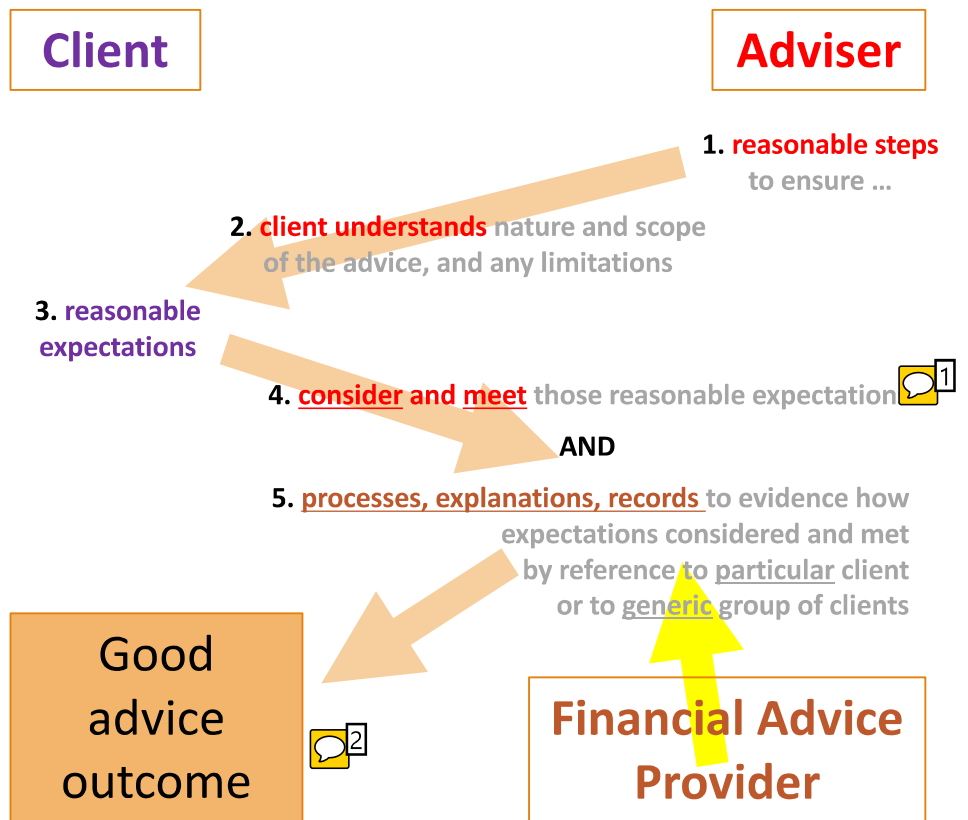 Client
Adviser
1. reasonable steps
to ensure …
2. client understands nature and scope
of the advice, and any limitations
3. reasonable
expectations
4. consider and meet those reasonable expectation
1
AND
5. processes, explanations, records to evidence how
expectations considered and met
by reference to particular client
or to generic group of clients
Good
advice
outcome
2
Financial Advice
Provider